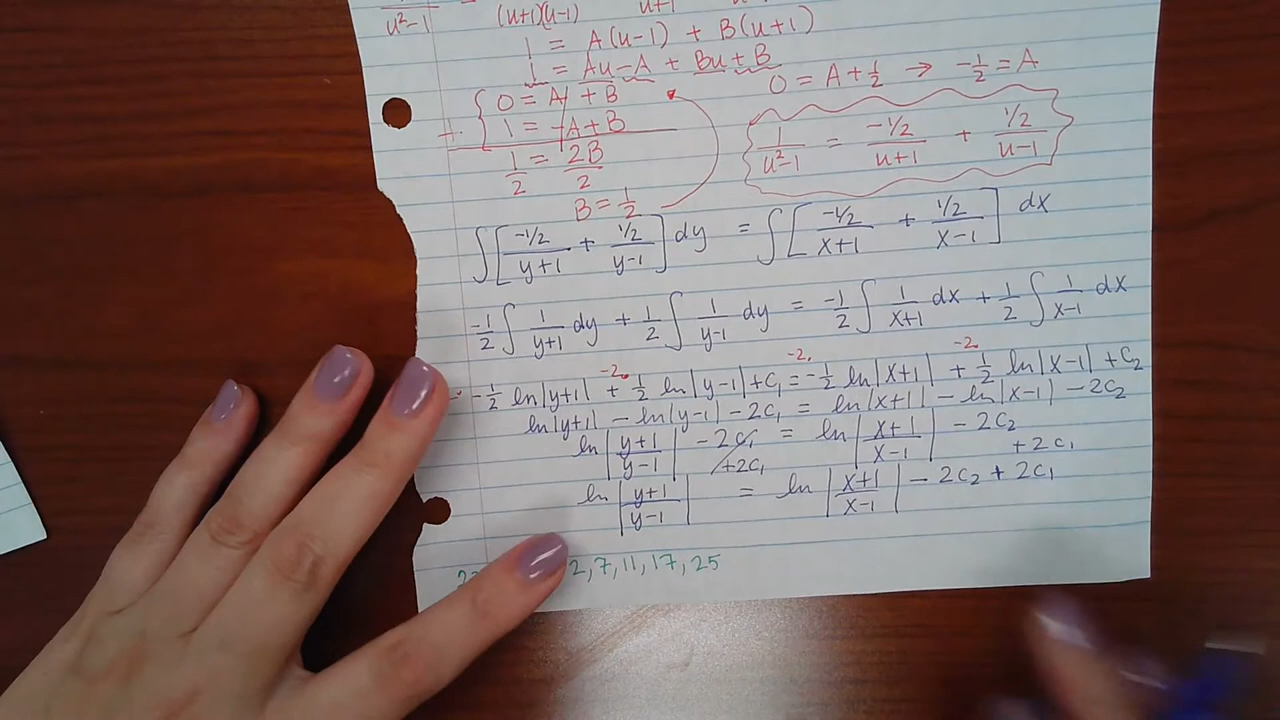 u²-1 (u+1)(u-1) u+1
1 = A(u-1) + B(u+1)
1 = Au-A + Bu+B
0 = A + B
1 = -A+B
1/2 = 2B/2
B = 1/2
0 = A + 1/2 → -1/2 = A
1/(u²-1) = (-1/2)/(u+1) + (1/2)/(u-1)
∫[(-1/2)/(y+1) + (1/2)/(y-1)] dy = ∫[(-1/2)/(x+1) + (1/2)/(x-1)] dx
-1/2 ∫ 1/(y+1) dy + 1/2 ∫ 1/(y-1) dy = -1/2 ∫ 1/(x+1) dx + 1/2 ∫ 1/(x-1) dx
-2. -2. -2
-1/2 ln|y+1| + 1/2 ln|y-1| + C₁ = -1/2 ln|x+1| + 1/2 ln|x-1| + C₂
ln|y+1| - ln|y-1| - 2C₁ = ln|x+1| - ln|x-1| - 2C₂
ln|(y+1)/(y-1)| - 2C₁ = ln|(x+1)/(x-1)| - 2C₂
+2C₁ +2C₁
ln|(y+1)/(y-1)| = ln|(x+1)/(x-1)| - 2C₂ + 2C₁
2, 7, 11, 17, 25